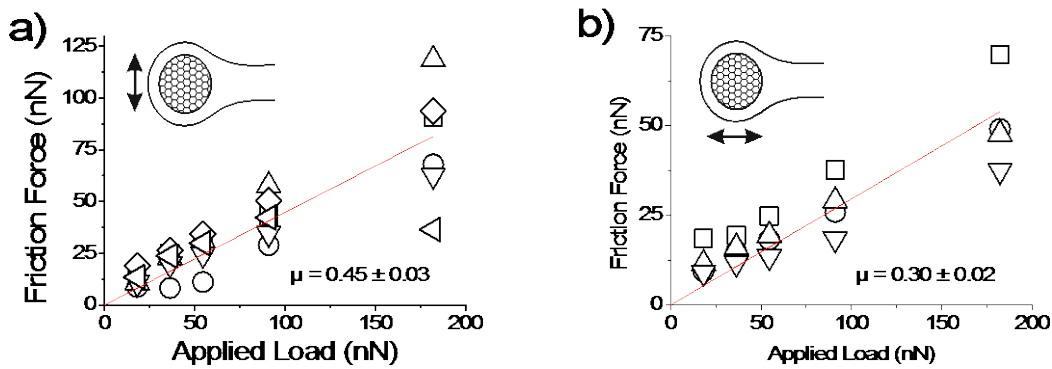 a)
Friction Force (nN)
125
100
75
50
25
0
μ = 0.45 ± 0.03
0 50 100 150 200
Applied Load (nN)
b)
Friction Force (nN)
75
50
25
0
μ = 0.30 ± 0.02
0 50 100 150 200
Applied Load (nN)